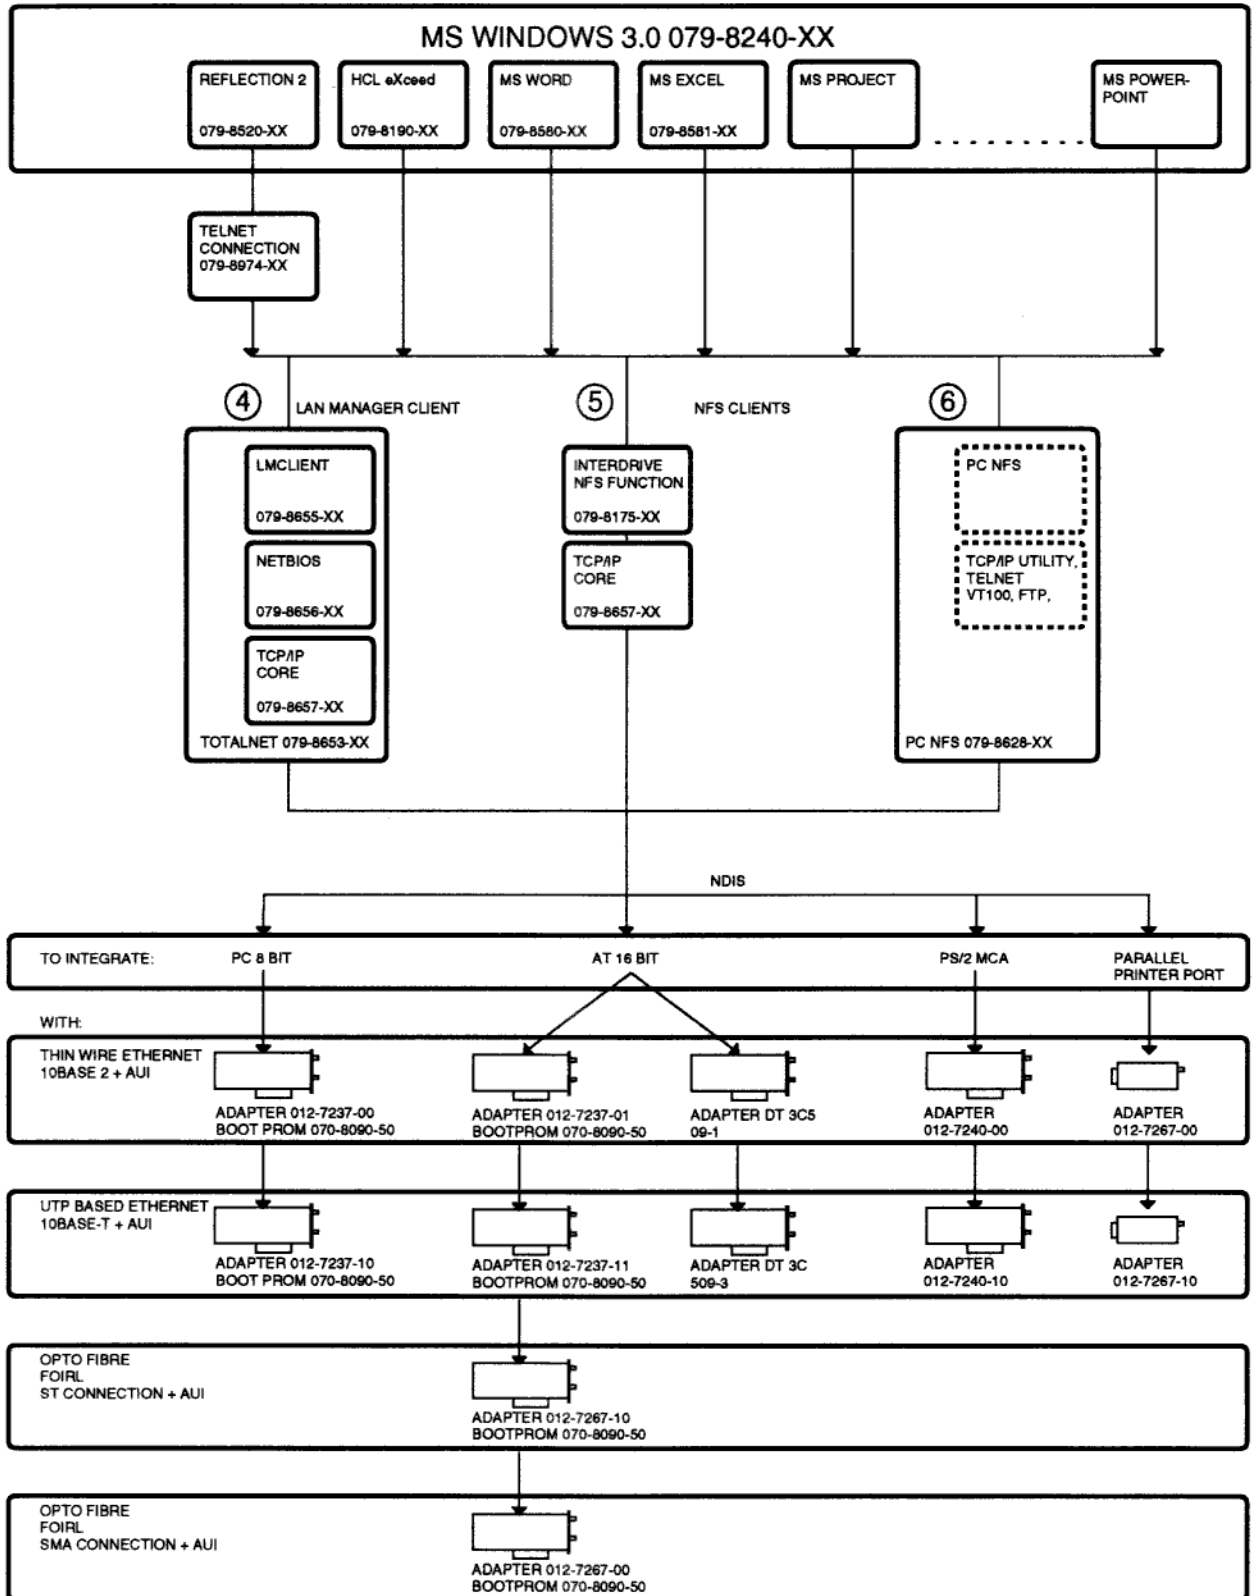 MS WINDOWS 3.0 079-8240-XX
REFLECTION 2
079-8520-XX
HCL eXceed
079-8190-XX
MS WORD
079-8580-XX
MS EXCEL
079-8581-XX
MS PROJECT
MS POWER-
POINT
TELNET
CONNECTION
079-8974-XX
4
LAN MANAGER CLIENT
5
NFS CLIENTS
6
LMCLIENT
079-8655-XX
NETBIOS
079-8656-XX
TCP/IP
CORE
079-8657-XX
TOTALNET 079-8653-XX
INTERDRIVE
NFS FUNCTION
079-8175-XX
TCP/IP
CORE
079-8657-XX
PC NFS
TCP/IP UTILITY,
TELNET
VT100, FTP,
PC NFS 079-8628-XX
NDIS
TO INTEGRATE:
PC 8 BIT
AT 16 BIT
PS/2 MCA
PARALLEL
PRINTER PORT
WITH:
THIN WIRE ETHERNET
10BASE 2 + AUI
ADAPTER 012-7237-00
BOOT PROM 070-8090-50
ADAPTER 012-7237-01
BOOTPROM 070-8090-50
ADAPTER DT 3C5
09-1
ADAPTER
012-7240-00
ADAPTER
012-7267-00
UTP BASED ETHERNET
10BASE-T + AUI
ADAPTER 012-7237-10
BOOT PROM 070-8090-50
ADAPTER 012-7237-11
BOOTPROM 070-8090-50
ADAPTER DT 3C
509-3
ADAPTER
012-7240-10
ADAPTER
012-7267-10
OPTO FIBRE
FOIRL
ST CONNECTION + AUI
ADAPTER 012-7267-10
BOOTPROM 070-8090-50
OPTO FIBRE
FOIRL
SMA CONNECTION + AUI
ADAPTER 012-7267-00
BOOTPROM 070-8090-50